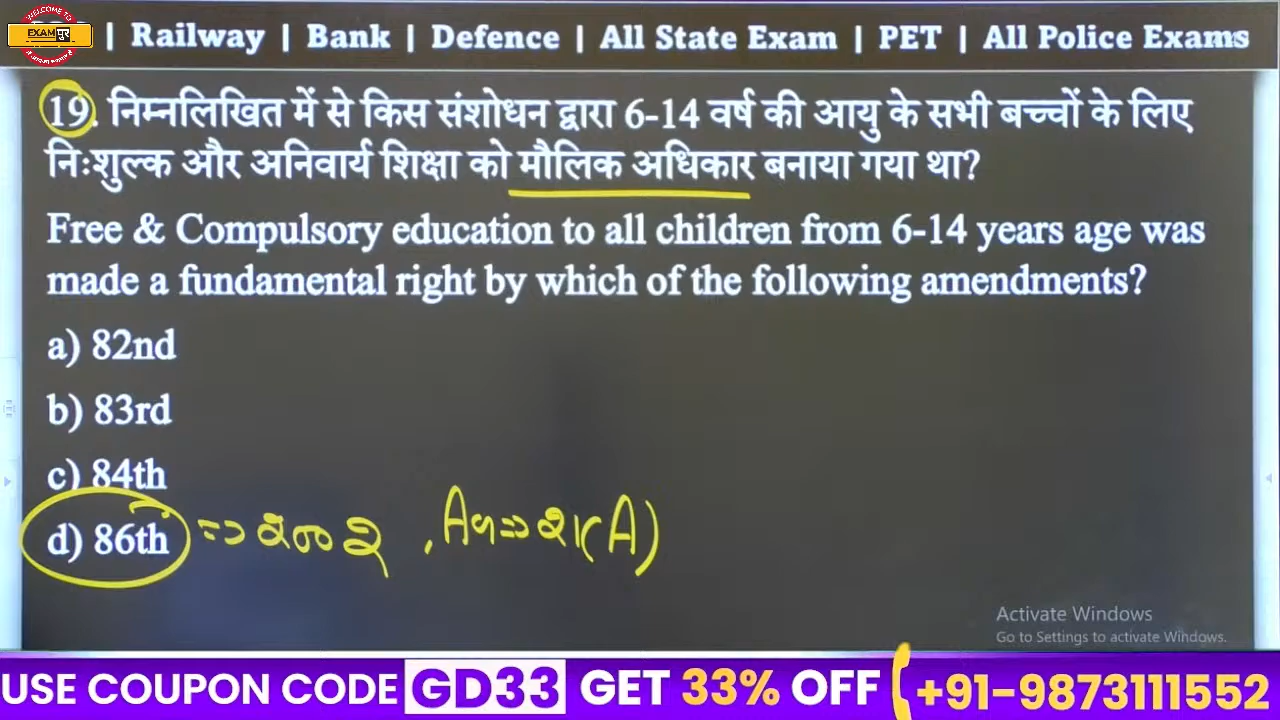 WELCOME TO
EXAM पुर
| Railway | Bank | Defence | All State Exam | PET | All Police Exams
19. निम्नलिखित में से किस संशोधन द्वारा 6-14 वर्ष की आयु के सभी बच्चों के लिए
निःशुल्क और अनिवार्य शिक्षा को मौलिक अधिकार बनाया गया था?
Free & Compulsory education to all children from 6-14 years age was
made a fundamental right by which of the following amendments?
a) 82nd
b) 83rd
c) 84th
d) 86th => 2002 , A => 21(A)
Activate Windows
Go to Settings to activate Windows.
USE COUPON CODE GD33 GET 33% OFF +91-9873111552